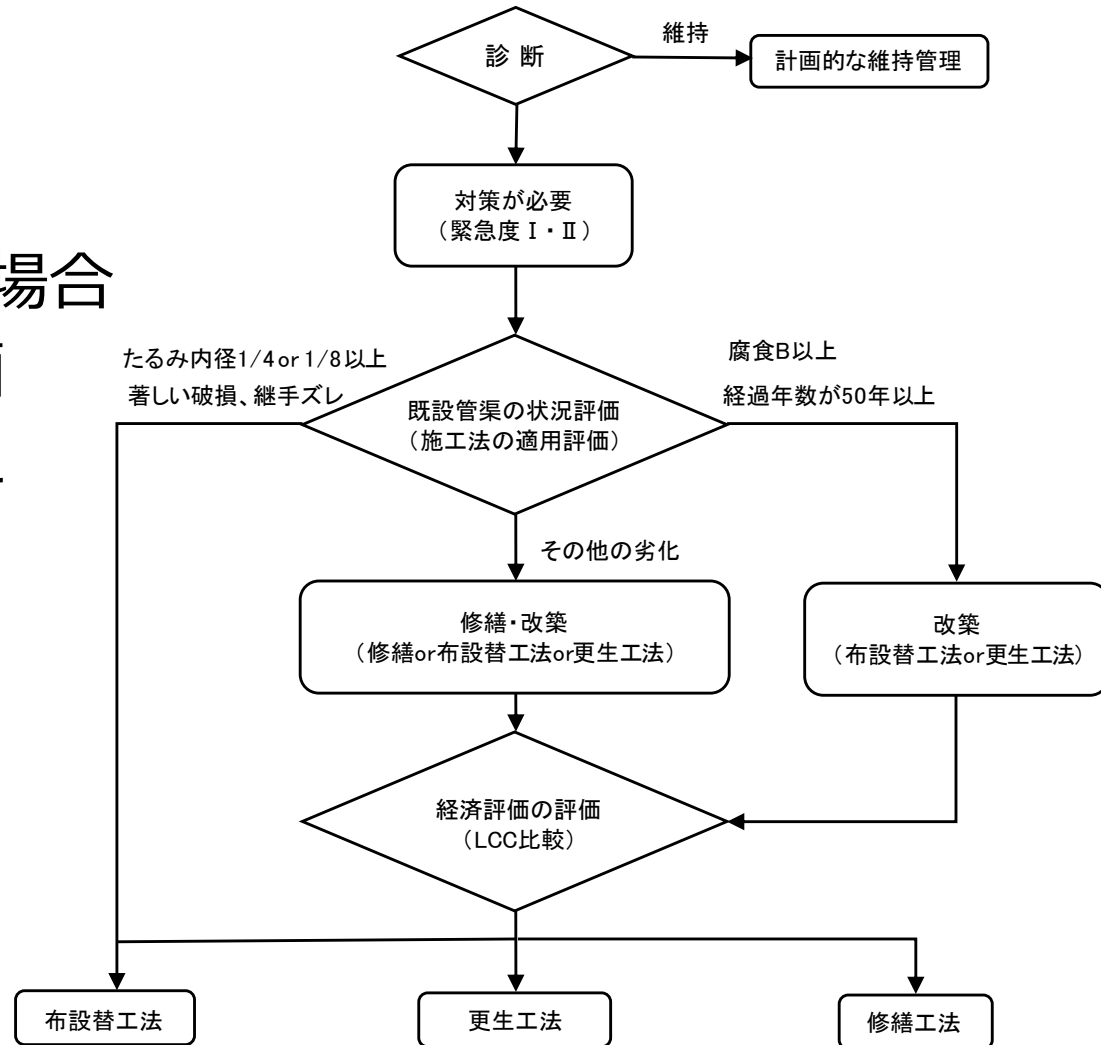 診 断
維持
計画的な維持管理
対策が必要
（緊急度Ⅰ・Ⅱ）
場合
たるみ内径1/4or 1/8以上
著しい破損、継手ズレ
腐食B以上
経過年数が50年以上
既設管渠の状況評価
（施工法の適用評価）
その他の劣化
修繕・改築
（修繕or布設替工法or更生工法）
改築
（布設替工法or更生工法）
経済評価の評価
（LCC比較）
布設替工法
更生工法
修繕工法